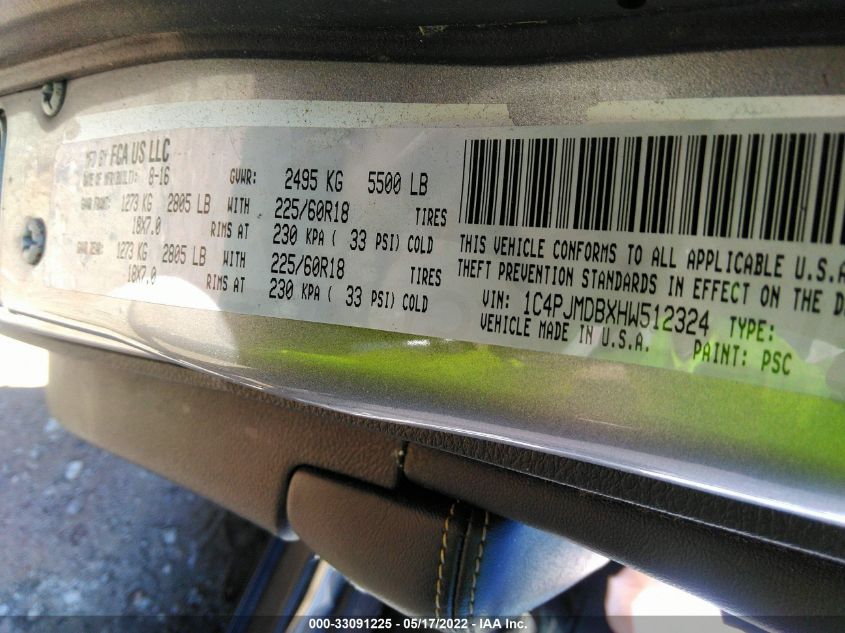 MFD BY FCA US LLC
DATE OF MFR(BUILT): 8-16 GVWR: 2495 KG 5500 LB
GAWR FRONT: 1273 KG 2805 LB WITH 225/60R18 TIRES
18X7.0 RIMS AT 230 KPA ( 33 PSI) COLD
GAWR REAR: 1273 KG 2805 LB WITH 225/60R18 TIRES
18X7.0 RIMS AT 230 KPA ( 33 PSI) COLD
THIS VEHICLE CONFORMS TO ALL APPLICABLE U.S.A
THEFT PREVENTION STANDARDS IN EFFECT ON THE D
VIN: 1C4PJMDBXHW512324 TYPE:
VEHICLE MADE IN U.S.A. PAINT: PSC
000-33091225 - 05/17/2022 - IAA Inc.